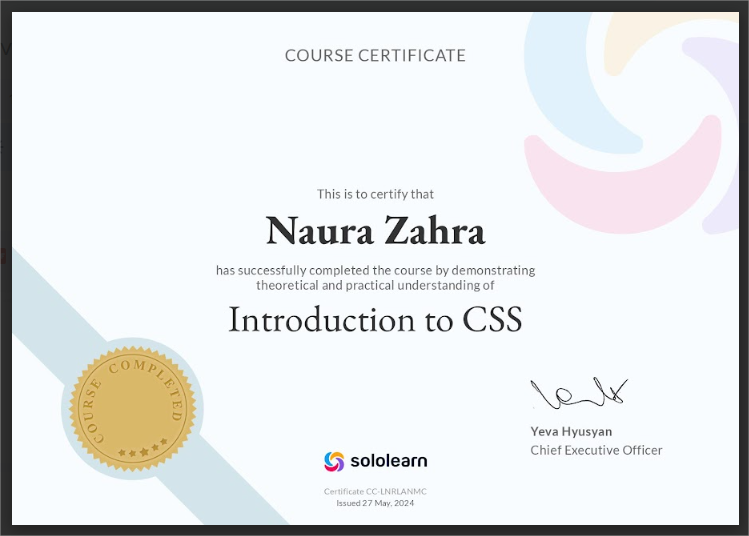 COURSE CERTIFICATE
This is to certify that
Naura Zahra
has successfully completed the course by demonstrating
theoretical and practical understanding of
Introduction to CSS
COURSE COMPLETED
Yeva Hyusyan
Chief Executive Officer
sololearn
Certificate CC-LNRLANMC
Issued 27 May, 2024